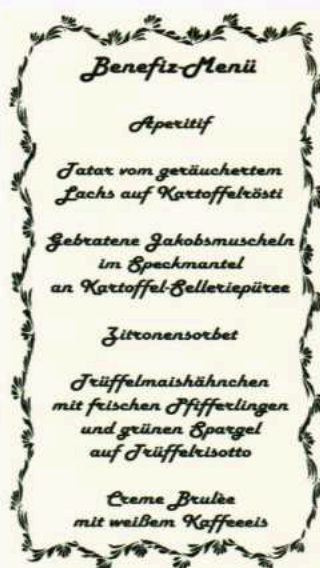 Benefiz-Menü
Aperitif
Tatar vom geräuchertem
Lachs auf Kartoffelrösti
Gebratene Jakobsmuscheln
im Speckmantel
an Kartoffel-Selleriepüree
Zitronensorbet
Trüffelmaishähnchen
mit frischen Pfifferlingen
und grünen Spargel
auf Trüffelrisotto
Creme Brulèe
mit weißem Kaffeeeis